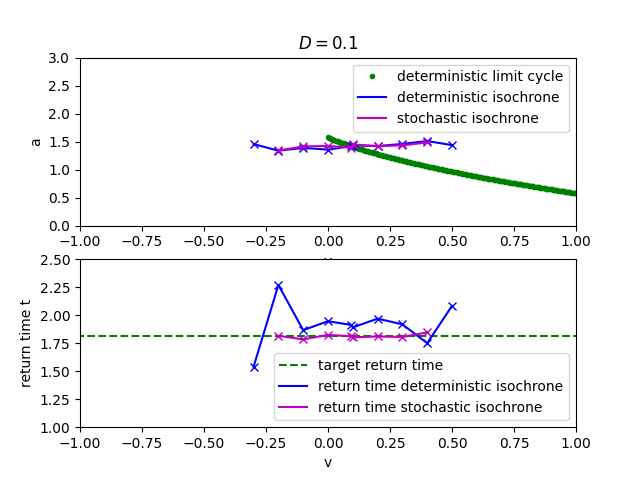 D = 0.1
3.0
2.5
2.0
1.5
1.0
0.5
0.0
a
deterministic limit cycle
deterministic isochrone
stochastic isochrone
−1.00 −0.75 −0.50 −0.25 0.00 0.25 0.50 0.75 1.00
2.50
2.25
2.00
1.75
1.50
1.25
1.00
return time t
target return time
return time deterministic isochrone
return time stochastic isochrone
−1.00 −0.75 −0.50 −0.25 0.00 0.25 0.50 0.75 1.00
v